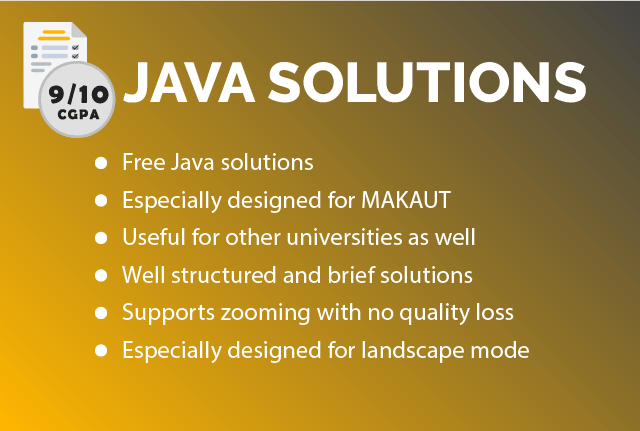 9/10
CGPA
JAVA SOLUTIONS
Free Java solutions
Especially designed for MAKAUT
Useful for other universities as well
Well structured and brief solutions
Supports zooming with no quality loss
Especially designed for landscape mode